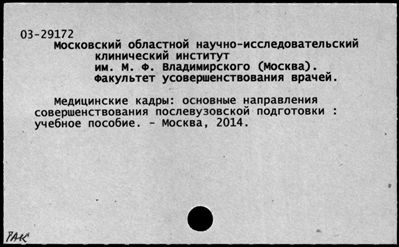 03-29172
Московский областной научно-исследовательский
клинический институт
им. М. Ф. Владимирского (Москва).
Факультет усовершенствования врачей.
Медицинские кадры: основные направления
совершенствования послевузовской подготовки :
учебное пособие. - Москва, 2014.
РАК